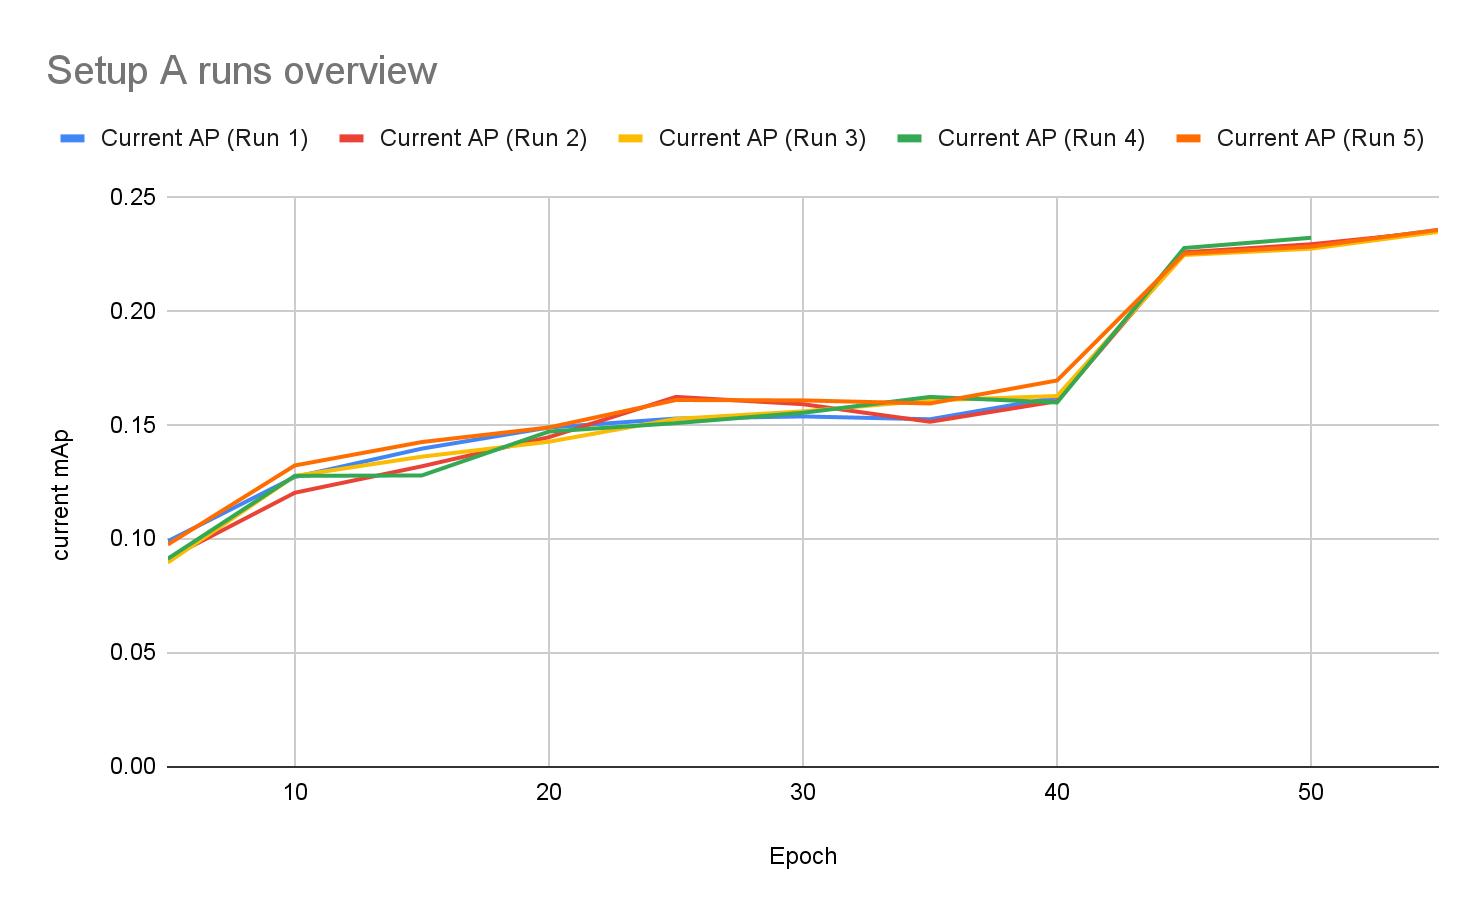 Setup A runs overview
Current AP (Run 1) Current AP (Run 2) Current AP (Run 3) Current AP (Run 4) Current AP (Run 5)
0.25
0.20
0.15
0.10
0.05
0.00
current mAp
10 20 30 40 50
Epoch